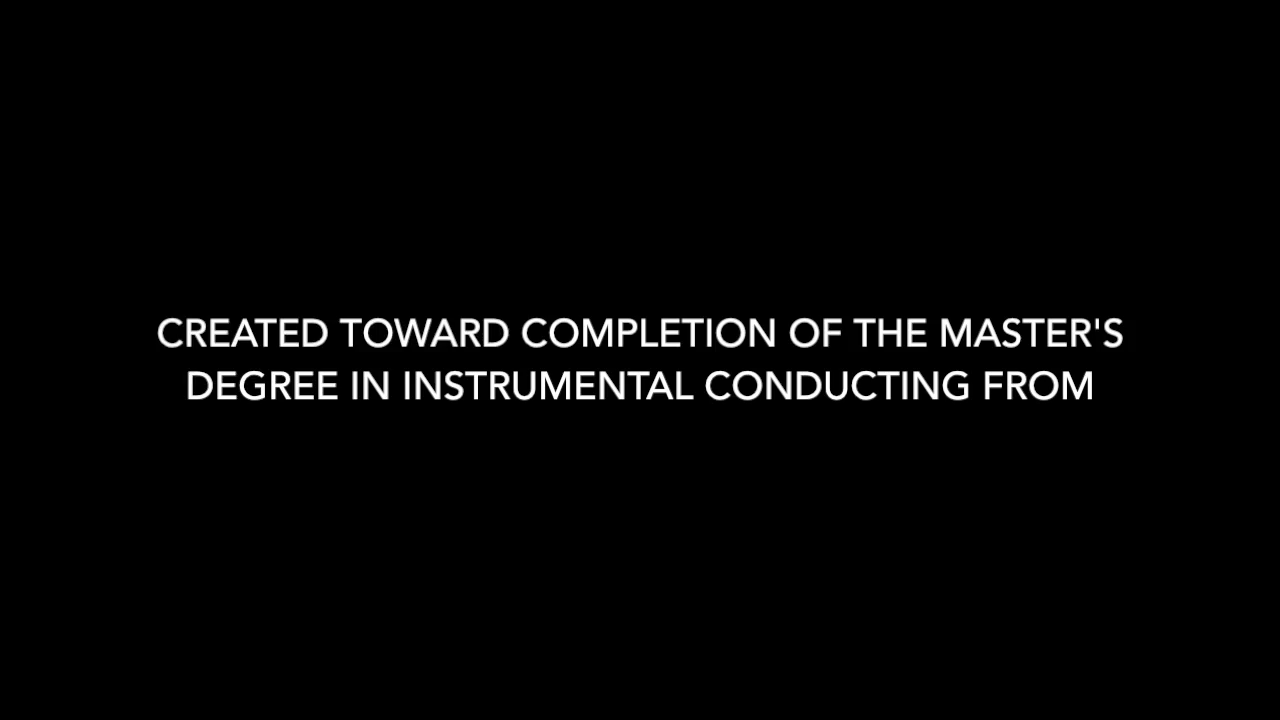 CREATED TOWARD COMPLETION OF THE MASTER'S
DEGREE IN INSTRUMENTAL CONDUCTING FROM